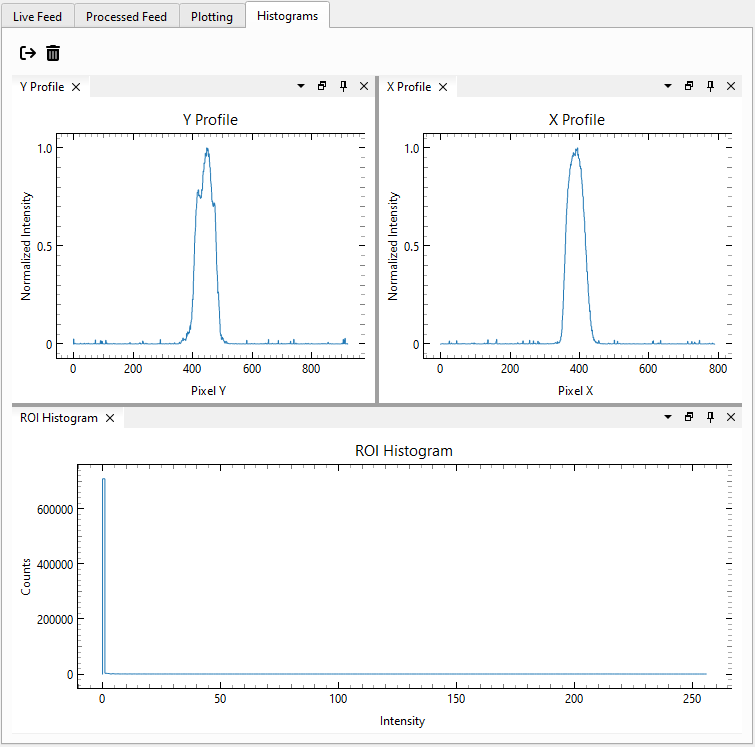 Live Feed Processed Feed Plotting Histograms
Y Profile
Y Profile
1.0
0.5
0
Normalized Intensity
0 200 400 600 800
Pixel Y
X Profile
X Profile
1.0
0.5
0
Normalized Intensity
0 200 400 600 800
Pixel X
ROI Histogram
ROI Histogram
600000
400000
200000
0
Counts
0 50 100 150 200 250
Intensity